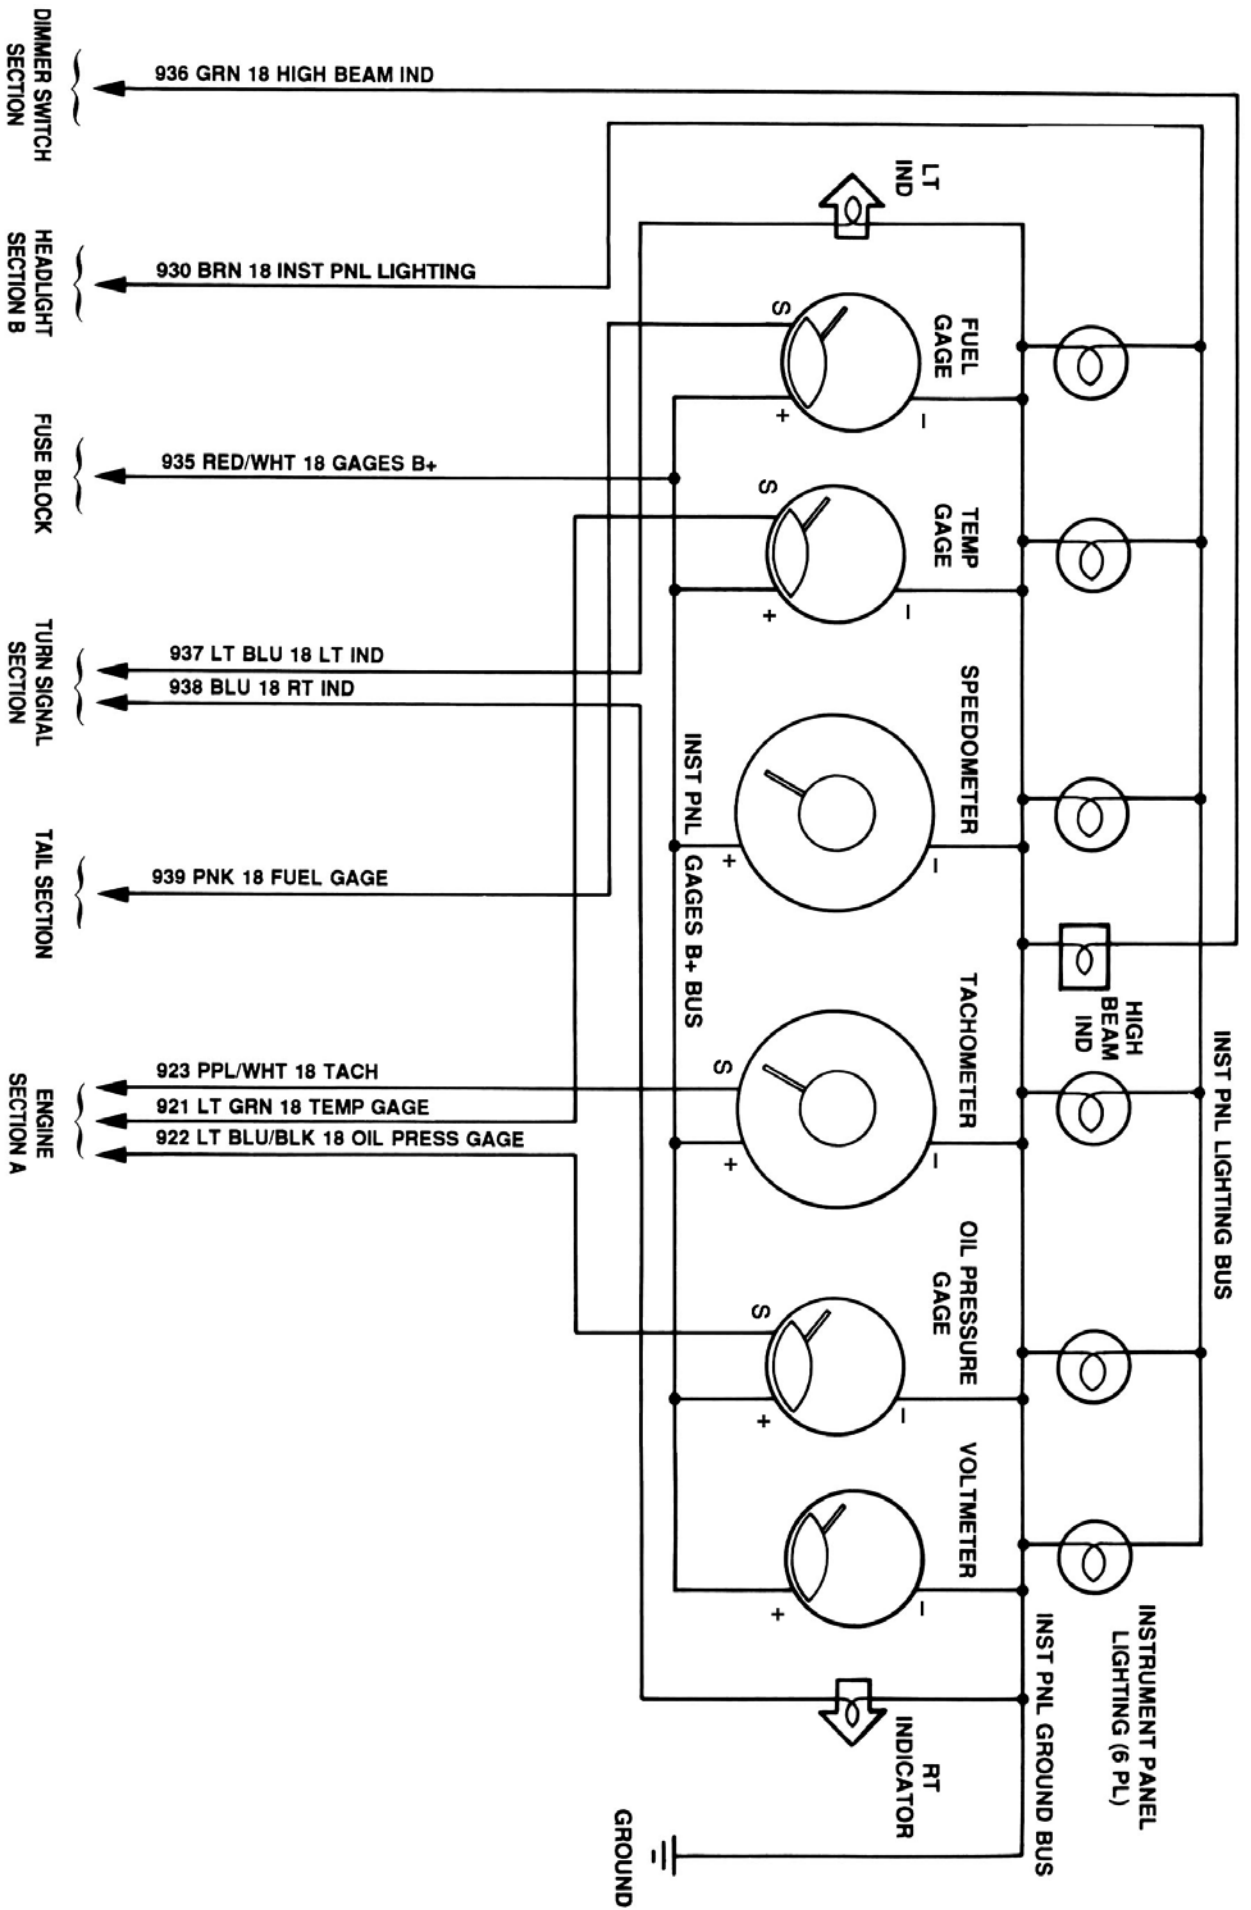 936 GRN 18 HIGH BEAM IND
DIMMER SWITCH
SECTION
930 BRN 18 INST PNL LIGHTING
HEADLIGHT
SECTION B
935 RED/WHT 18 GAGES B+
FUSE BLOCK
937 LT BLU 18 LT IND
938 BLU 18 RT IND
TURN SIGNAL
SECTION
939 PNK 18 FUEL GAGE
TAIL SECTION
923 PPL/WHT 18 TACH
921 LT GRN 18 TEMP GAGE
922 LT BLU/BLK 18 OIL PRESS GAGE
ENGINE
SECTION A
LT
IND
FUEL
GAGE
S
+
−
TEMP
GAGE
S
+
−
SPEEDOMETER
+
−
INST PNL GAGES B+ BUS
HIGH
BEAM
IND
TACHOMETER
S
+
−
INST PNL LIGHTING BUS
OIL PRESSURE
GAGE
S
+
−
VOLTMETER
+
−
INSTRUMENT PANEL
LIGHTING (6 PL)
INST PNL GROUND BUS
RT
INDICATOR
GROUND